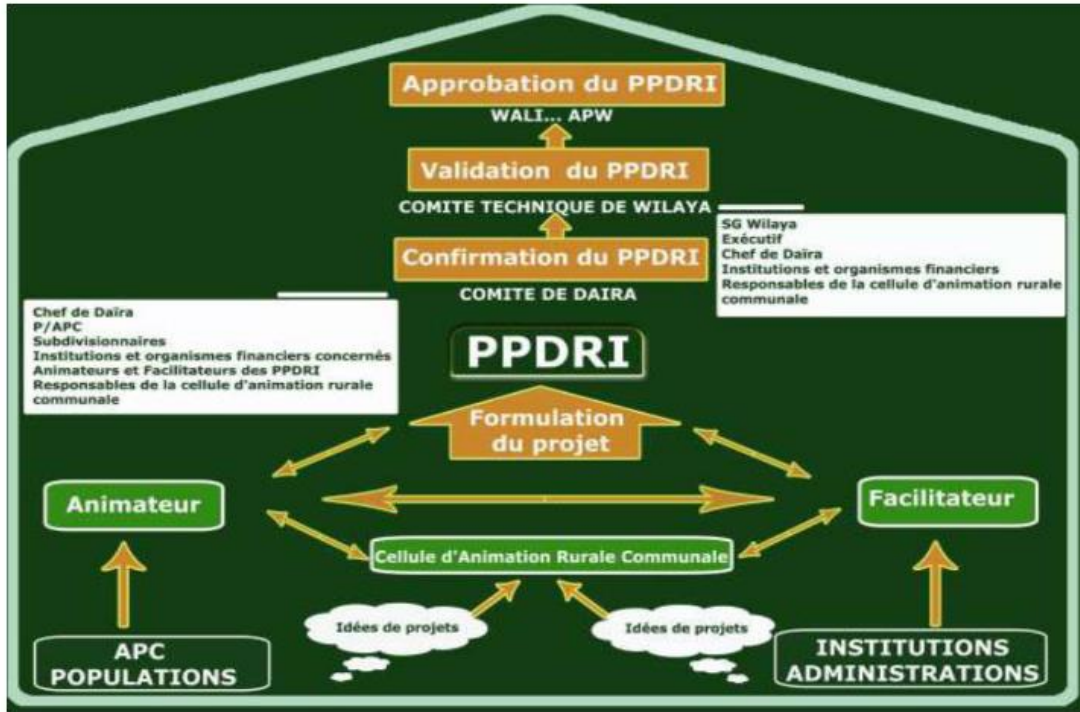 Approbation du PPDRI
WALI... APW
Validation du PPDRI
COMITE TECHNIQUE DE WILAYA
SG Wilaya
Exécutif
Chef de Daïra
Institutions et organismes financiers
Responsables de la cellule d'animation rurale
communale
Confirmation du PPDRI
COMITE DE DAIRA
Chef de Daïra
P/APC
Subdivisionnaires
Institutions et organismes financiers concernés
Animateurs et Facilitateurs des PPDRI
Responsables de la cellule d'animation rurale
communale
PPDRI
Formulation
du projet
Animateur
Facilitateur
Cellule d'Animation Rurale Communale
Idées de projets
Idées de projets
APC
POPULATIONS
INSTITUTIONS
ADMINISTRATIONS